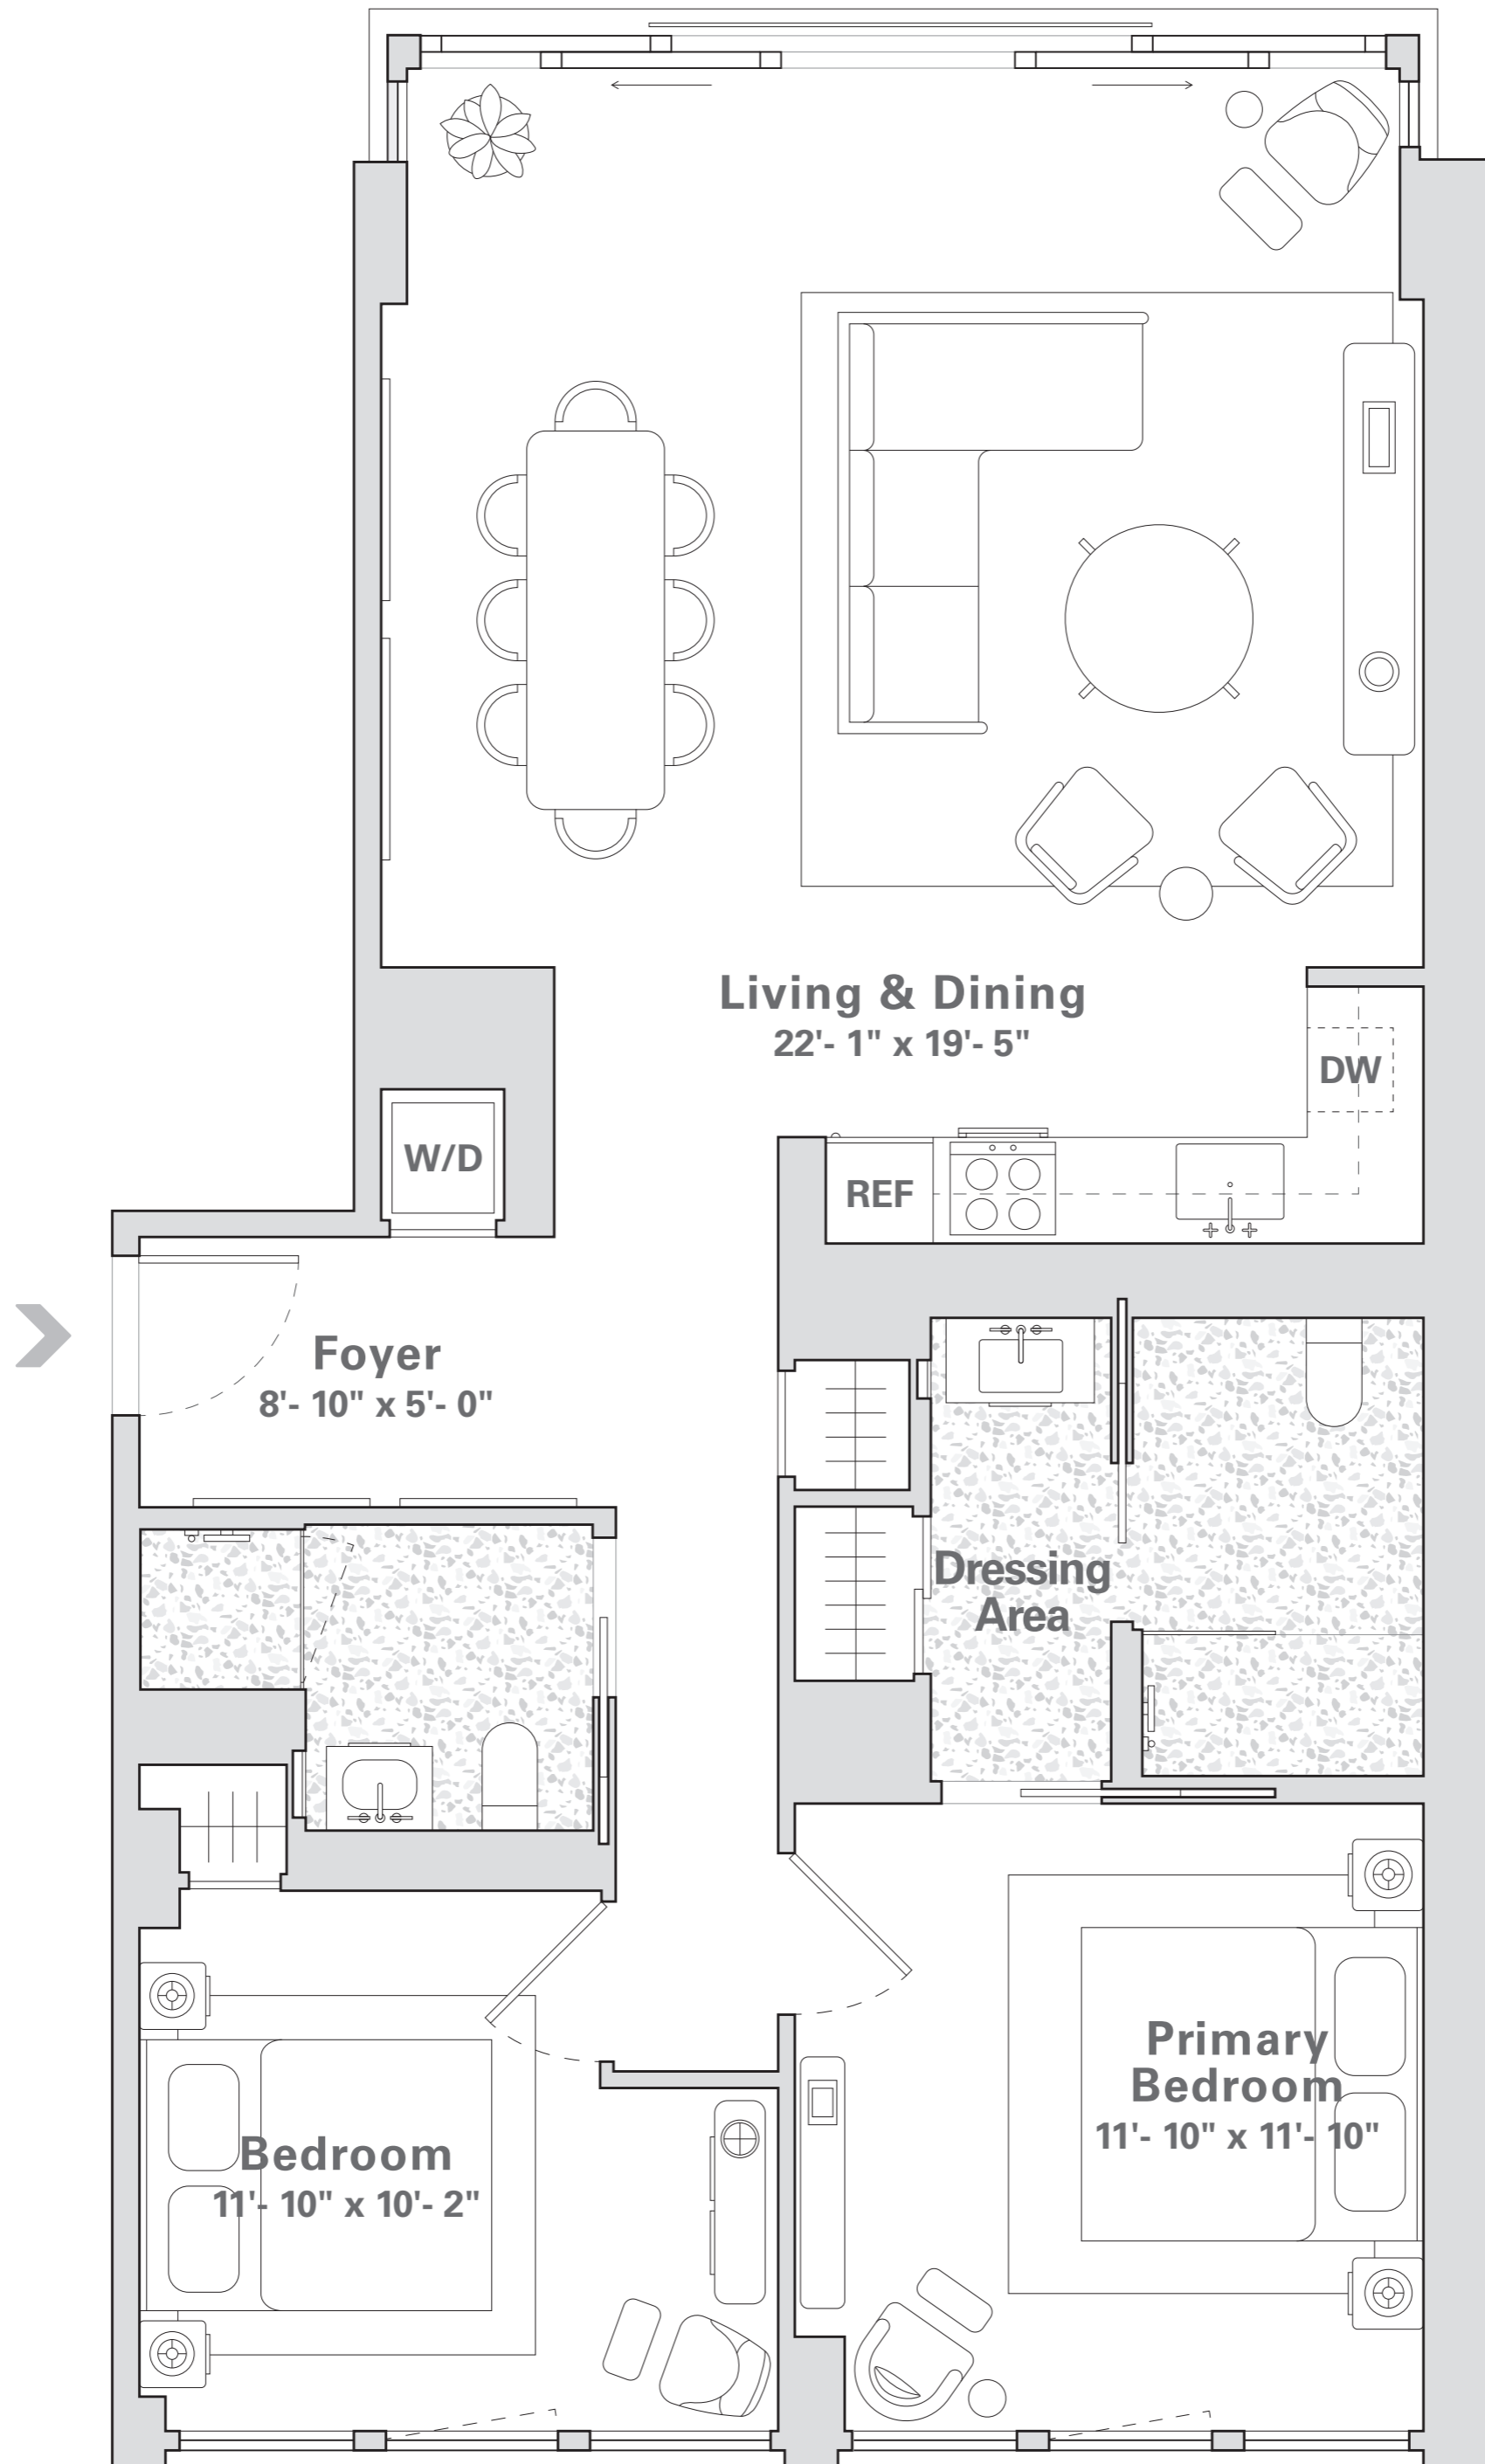 Living & Dining
22'- 1" x 19'- 5"
DW
W/D
REF
Foyer
8'- 10" x 5'- 0"
Dressing
Area
Primary
Bedroom
11'- 10" x 11'- 10"
Bedroom
11'- 10" x 10'- 2"